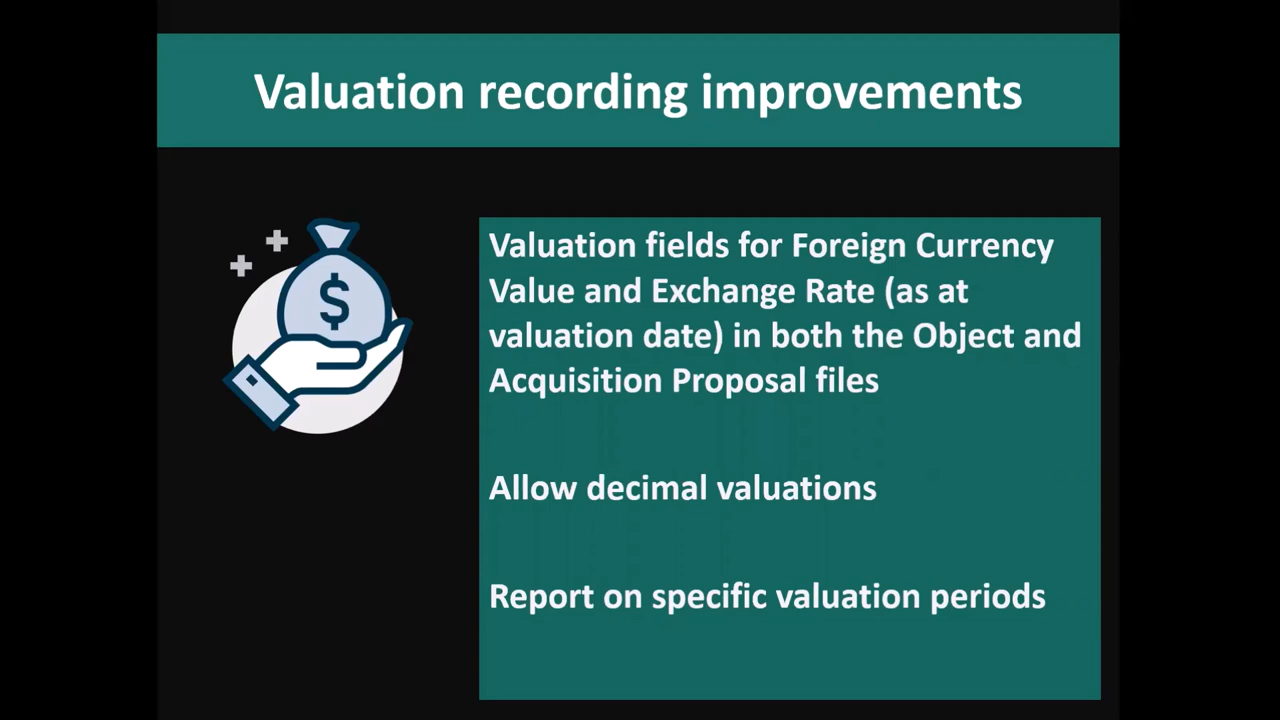 Valuation recording improvements
$
Valuation fields for Foreign Currency
Value and Exchange Rate (as at
valuation date) in both the Object and
Acquisition Proposal files
Allow decimal valuations
Report on specific valuation periods